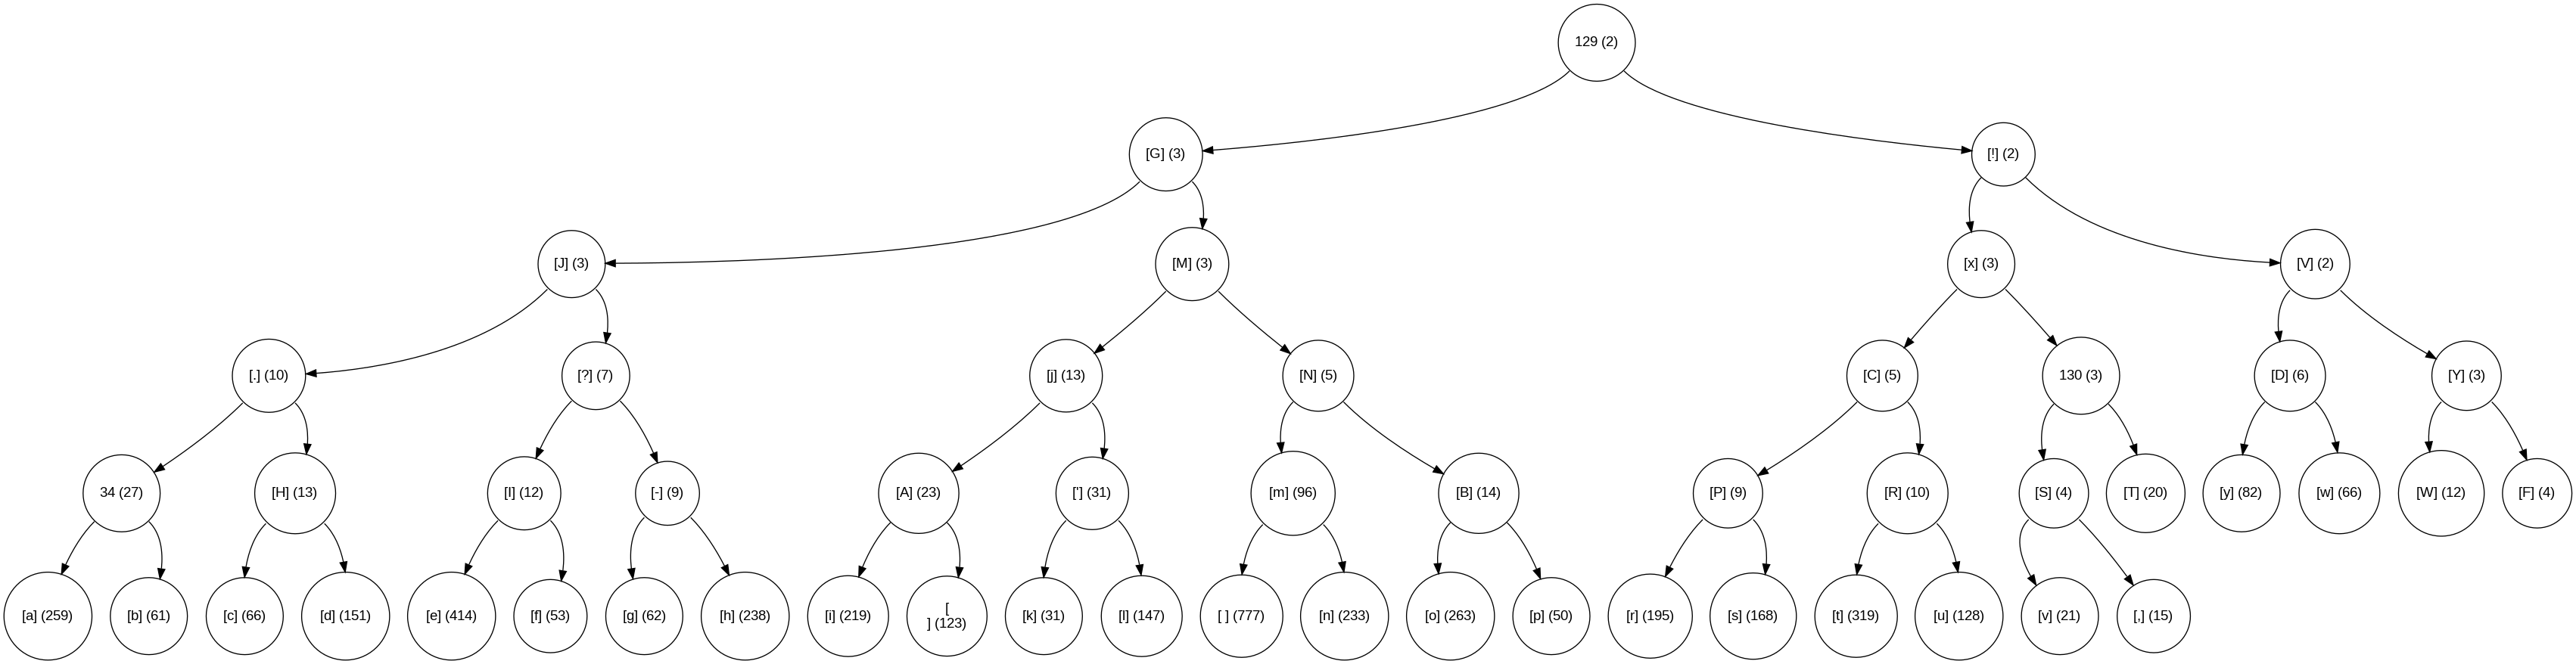 129 (2)
[G] (3)
[!] (2)
[J] (3)
[M] (3)
[x] (3)
[V] (2)
[.] (10)
[?] (7)
[j] (13)
[N] (5)
[C] (5)
130 (3)
[D] (6)
[Y] (3)
34 (27)
[H] (13)
[I] (12)
[-] (9)
[A] (23)
['] (31)
[m] (96)
[B] (14)
[P] (9)
[R] (10)
[S] (4)
[T] (20)
[y] (82)
[w] (66)
[W] (12)
[F] (4)
[a] (259)
[b] (61)
[c] (66)
[d] (151)
[e] (414)
[f] (53)
[g] (62)
[h] (238)
[i] (219)
[
] (123)
[k] (31)
[l] (147)
[ ] (777)
[n] (233)
[o] (263)
[p] (50)
[r] (195)
[s] (168)
[t] (319)
[u] (128)
[v] (21)
[,] (15)